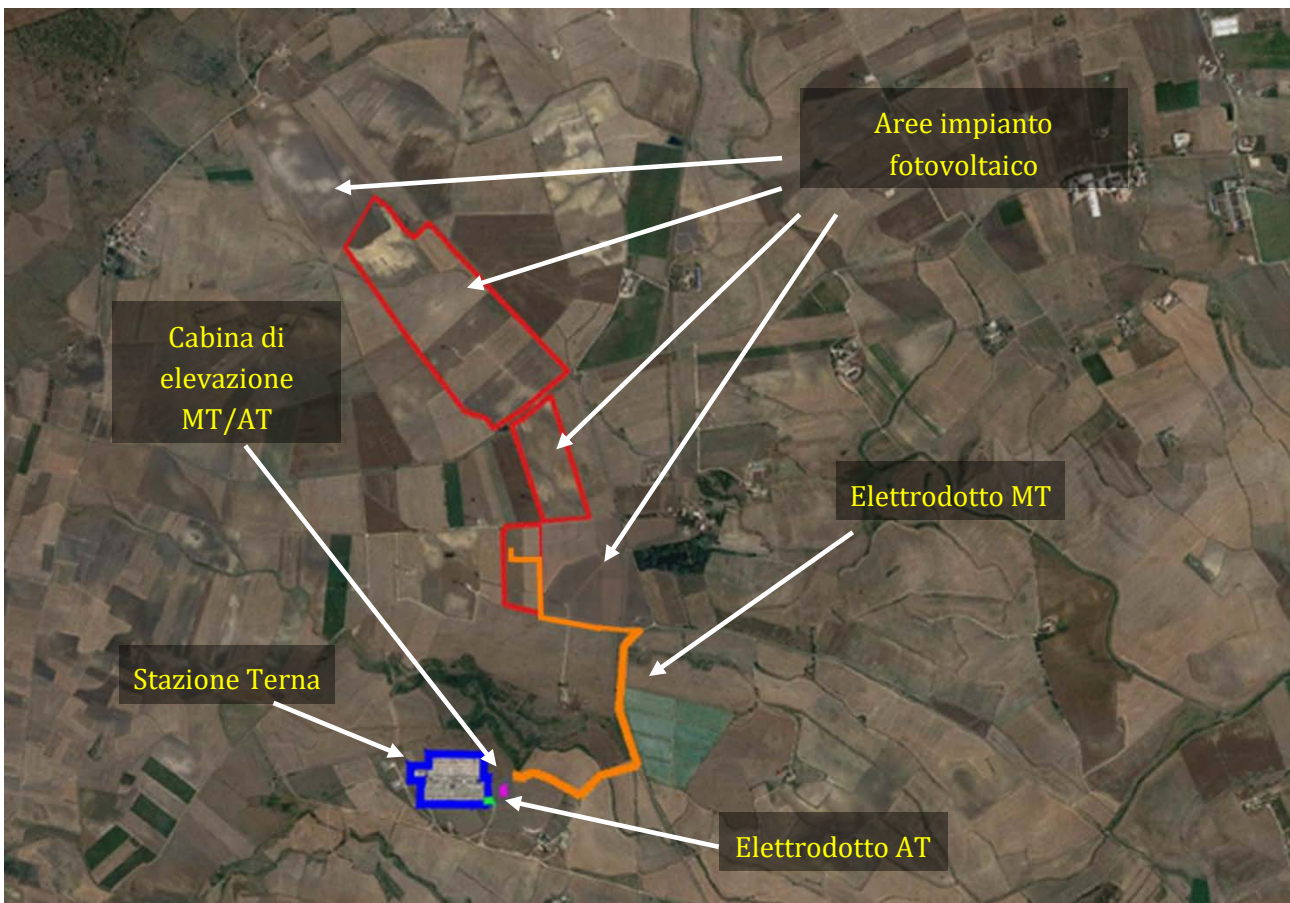 Aree impianto
fotovoltaico
Cabina di
elevazione
MT/AT
Elettrodotto MT
Stazione Terna
Elettrodotto AT